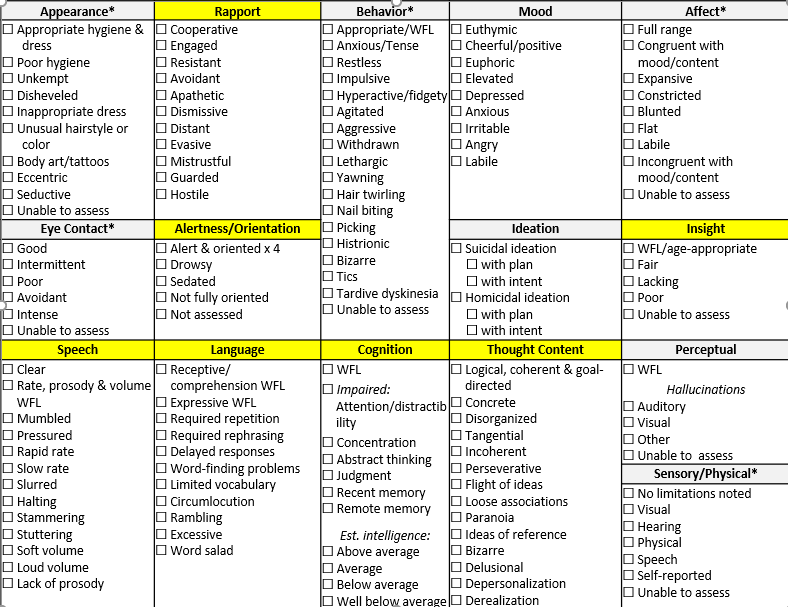 Appearance*
☐ Appropriate hygiene &
dress
☐ Poor hygiene
☐ Unkempt
☐ Disheveled
☐ Inappropriate dress
☐ Unusual hairstyle or
color
☐ Body art/tattoos
☐ Eccentric
☐ Seductive
☐ Unable to assess
Eye Contact*
☐ Good
☐ Intermittent
☐ Poor
☐ Avoidant
☐ Intense
☐ Unable to assess
Rapport
☐ Cooperative
☐ Engaged
☐ Resistant
☐ Avoidant
☐ Apathetic
☐ Dismissive
☐ Distant
☐ Evasive
☐ Mistrustful
☐ Guarded
☐ Hostile
Alertness/Orientation
☐ Alert & oriented x 4
☐ Drowsy
☐ Sedated
☐ Not fully oriented
☐ Not assessed
Behavior*
☐ Appropriate/WFL
☐ Anxious/Tense
☐ Restless
☐ Impulsive
☐ Hyperactive/fidgety
☐ Agitated
☐ Aggressive
☐ Withdrawn
☐ Lethargic
☐ Yawning
☐ Hair twirling
☐ Nail biting
☐ Picking
☐ Histrionic
☐ Bizarre
☐ Tics
☐ Tardive dyskinesia
☐ Unable to assess
Mood
☐ Euthymic
☐ Cheerful/positive
☐ Euphoric
☐ Elevated
☐ Depressed
☐ Anxious
☐ Irritable
☐ Angry
☐ Labile
Ideation
☐ Suicidal ideation
☐ with plan
☐ with intent
☐ Homicidal ideation
☐ with plan
☐ with intent
Affect*
☐ Full range
☐ Congruent with
mood/content
☐ Expansive
☐ Constricted
☐ Blunted
☐ Flat
☐ Labile
☐ Incongruent with
mood/content
☐ Unable to assess
Insight
☐ WFL/age-appropriate
☐ Fair
☐ Lacking
☐ Poor
☐ Unable to assess
Speech
☐ Clear
☐ Rate, prosody & volume
WFL
☐ Mumbled
☐ Pressured
☐ Rapid rate
☐ Slow rate
☐ Slurred
☐ Halting
☐ Stammering
☐ Stuttering
☐ Soft volume
☐ Loud volume
☐ Lack of prosody
Language
☐ Receptive/
comprehension WFL
☐ Expressive WFL
☐ Required repetition
☐ Required rephrasing
☐ Delayed responses
☐ Word-finding problems
☐ Limited vocabulary
☐ Circumlocution
☐ Rambling
☐ Excessive
☐ Word salad
Cognition
☐ WFL
☐ Impaired:
Attention/distractib
ility
☐ Concentration
☐ Abstract thinking
☐ Judgment
☐ Recent memory
☐ Remote memory
Est. intelligence:
☐ Above average
☐ Average
☐ Below average
☐ Well below average
Thought Content
☐ Logical, coherent & goal-
directed
☐ Concrete
☐ Disorganized
☐ Tangential
☐ Incoherent
☐ Perseverative
☐ Flight of ideas
☐ Loose associations
☐ Paranoia
☐ Ideas of reference
☐ Bizarre
☐ Delusional
☐ Depersonalization
☐ Derealization
Perceptual
☐ WFL
Hallucinations
☐ Auditory
☐ Visual
☐ Other
☐ Unable to assess
Sensory/Physical*
☐ No limitations noted
☐ Visual
☐ Hearing
☐ Physical
☐ Speech
☐ Self-reported
☐ Unable to assess